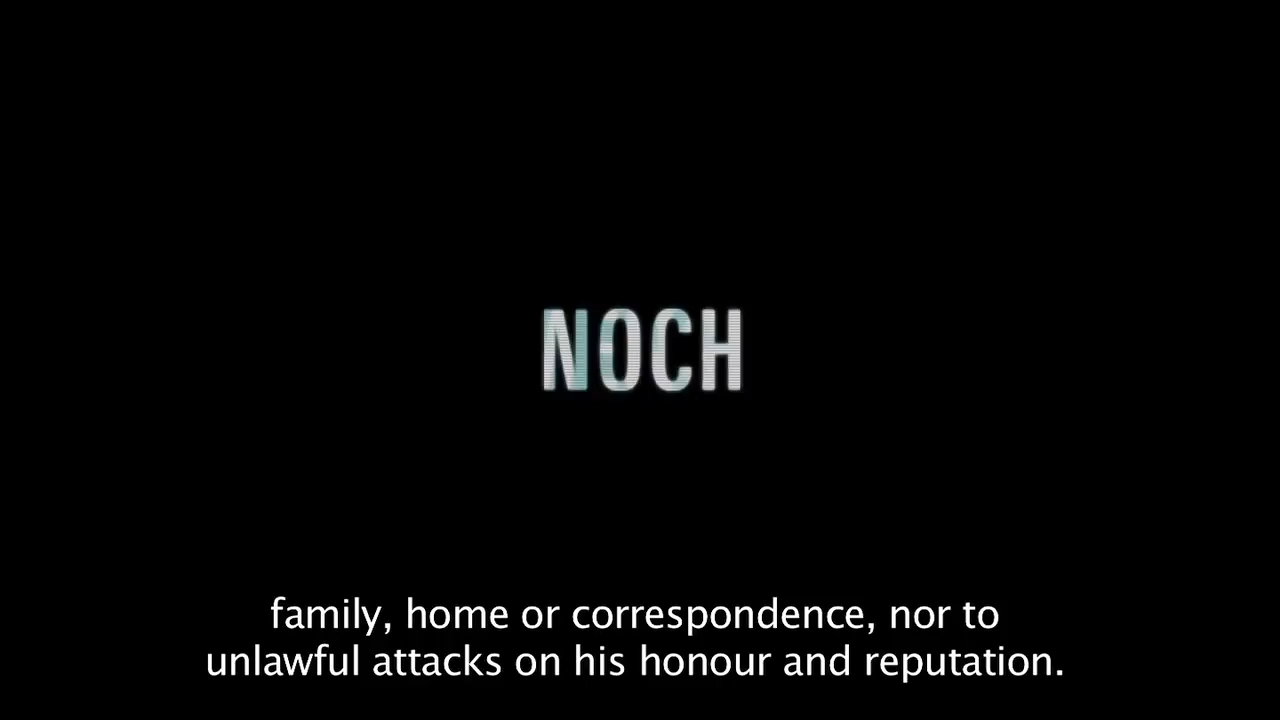 NOCH
family, home or correspondence, nor to
unlawful attacks on his honour and reputation.